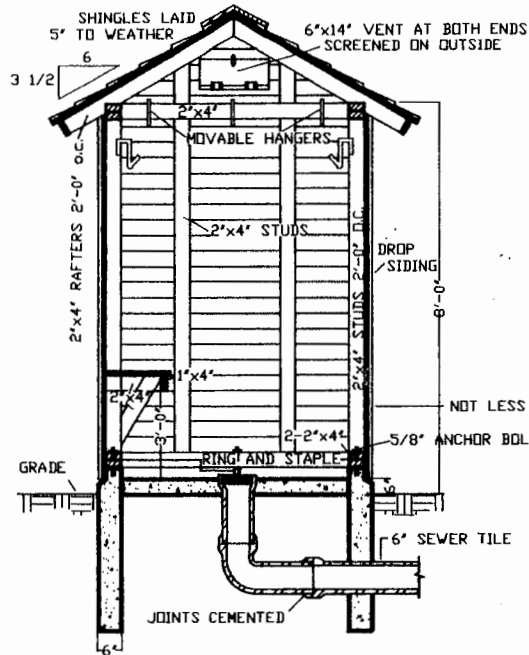 SHINGLES LAID
5" TO WEATHER
6"x14" VENT AT BOTH ENDS
SCREENED ON OUTSIDE
6
3 1/2
2"x4"
MOVABLE HANGERS
2"x4" RAFTERS 2'-0" O.C.
2"x4" STUDS
2"x4" STUDS 2'-0" O.C.
DROP
SIDING
8'-0"
1"x4"
2"x4"
3'-0"
NOT LESS
2-2"x4"
5/8" ANCHOR BOL
RING AND STAPLE
GRADE
6"
6" SEWER TILE
JOINTS CEMENTED
6"